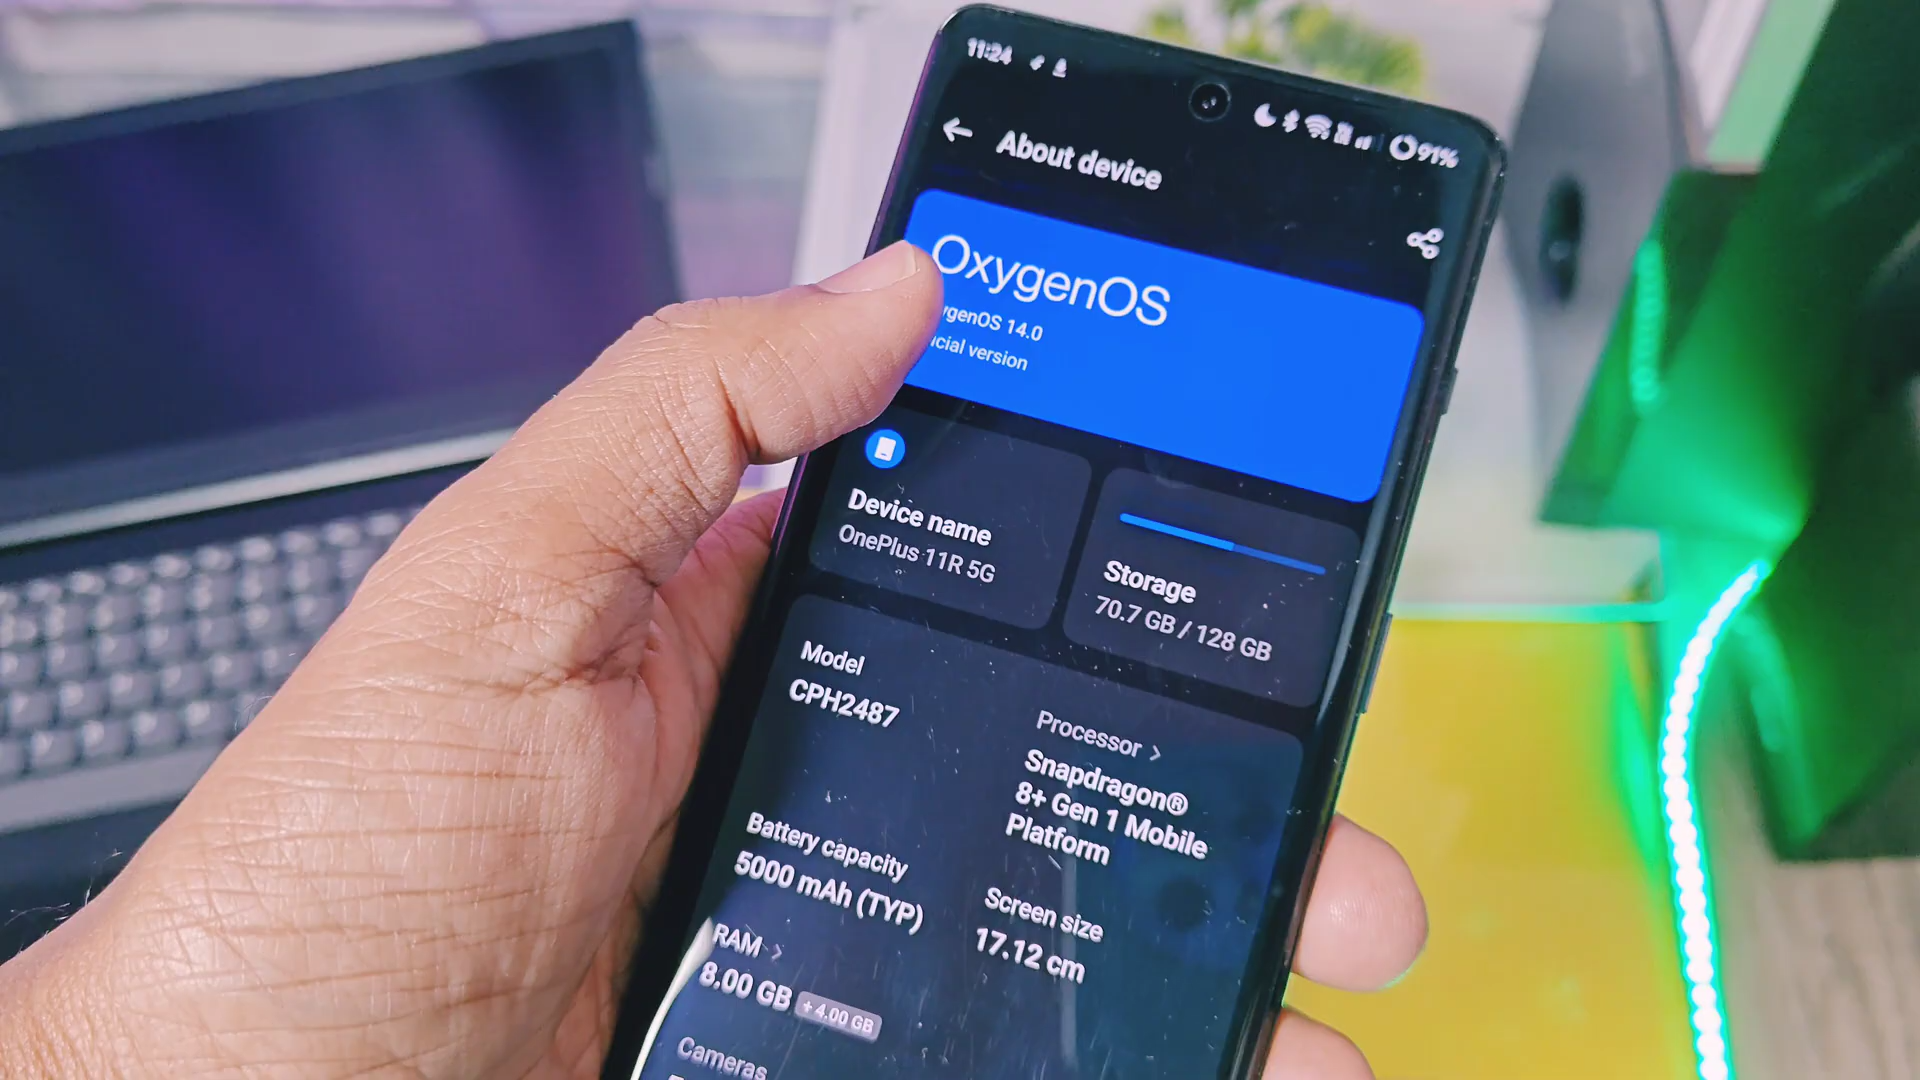 11:24
91%
About device
OxygenOS
ygenOS 14.0
icial version
Device name
OnePlus 11R 5G
Storage
70.7 GB / 128 GB
Model
CPH2487
Processor >
Snapdragon®
8+ Gen 1 Mobile
Platform
Battery capacity
5000 mAh (TYP)
Screen size
17.12 cm
RAM >
8.00 GB + 4.00 GB
Cameras